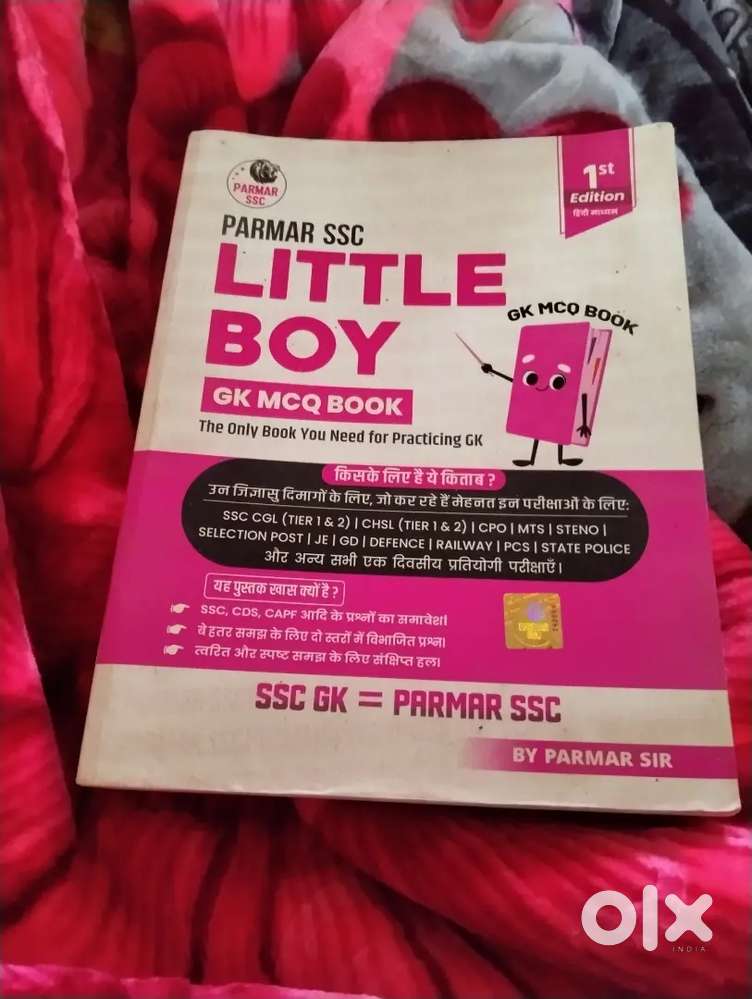 PARMAR
SSC
1st
Edition
हिंदी माध्यम
PARMAR SSC
LITTLE
BOY
GK MCQ BOOK
GK MCQ BOOK
The Only Book You Need for Practicing GK
किसके लिए है ये किताब ?
उन जिज्ञासु दिमागों के लिए, जो कर रहे हैं मेहनत इन परीक्षाओं के लिए:
SSC CGL (TIER 1 & 2) | CHSL (TIER 1 & 2) | CPO | MTS | STENO |
SELECTION POST | JE | GD | DEFENCE | RAILWAY | PCS | STATE POLICE
और अन्य सभी एक दिवसीय प्रतियोगी परीक्षाएँ।
यह पुस्तक खास क्यों है ?
SSC, CDS, CAPF आदि के प्रश्नों का समावेश।
बेहतर समझ के लिए दो स्तरों में विभाजित प्रश्न।
त्वरित और स्पष्ट समझ के लिए संक्षिप्त हल।
SSC GK = PARMAR SSC
BY PARMAR SIR
olx
INDIA